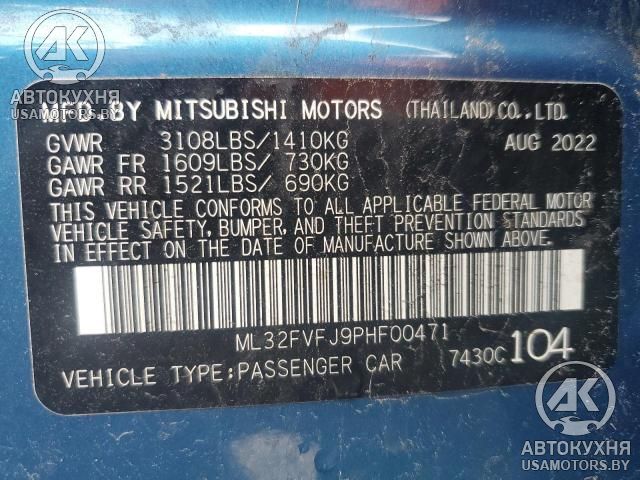 AK
АВТОКУХНЯ
USAMOTORS.BY
MFD BY MITSUBISHI MOTORS (THAILAND)CO.,LTD.
GVWR 3108LBS/1410KG AUG 2022
GAWR FR 1609LBS/ 730KG
GAWR RR 1521LBS/ 690KG
THIS VEHICLE CONFORMS TO ALL APPLICABLE FEDERAL MOTOR
VEHICLE SAFETY, BUMPER, AND THEFT PREVENTION STANDARDS
IN EFFECT ON THE DATE OF MANUFACTURE SHOWN ABOVE.
ML32FVFJ9PHF00471
VEHICLE TYPE:PASSENGER CAR 7430C 104
AK
АВТОКУХНЯ
USAMOTORS.BY